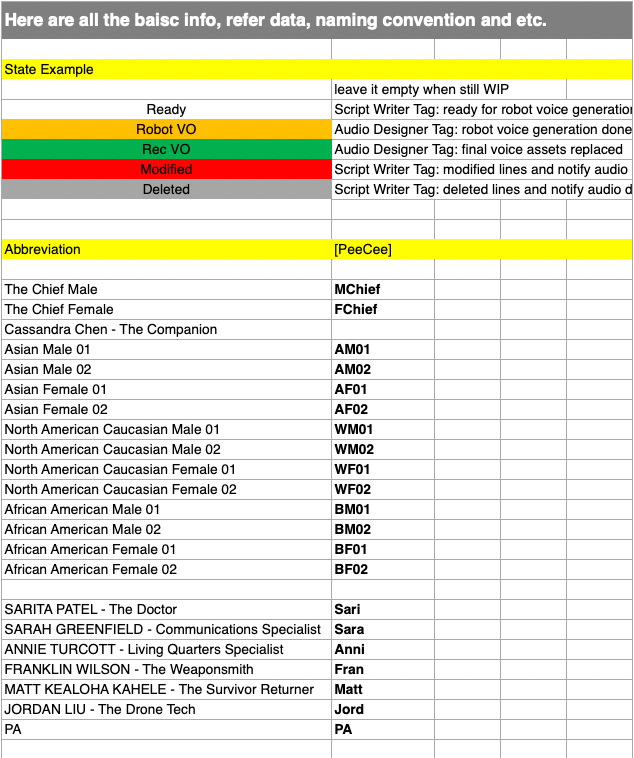 Here are all the baisc info, refer data, naming convention and etc.
State Example
leave it empty when still WIP
Ready Script Writer Tag: ready for robot voice
Robot VO Audio Designer Tag: robot voice generation done
Rec VO Audio Designer Tag: final voice assets replaced
Modified Script Writer Tag: modified lines and notify audio
Deleted Script Writer Tag: deleted lines and notify audio
Abbreviation [PeeCee]
The Chief Male MChief
The Chief Female FChief
Cassandra Chen - The Companion
Asian Male 01 AM01
Asian Male 02 AM02
Asian Female 01 AF01
Asian Female 02 AF02
North American Caucasian Male 01 WM01
North American Caucasian Male 02 WM02
North American Caucasian Female 01 WF01
North American Caucasian Female 02 WF02
African American Male 01 BM01
African American Male 02 BM02
African American Female 01 BF01
African American Female 02 BF02
SARITA PATEL - The Doctor Sari
SARAH GREENFIELD - Communications Specialist Sara
ANNIE TURCOTT - Living Quarters Specialist Anni
FRANKLIN WILSON - The Weaponsmith Fran
MATT KEALOHA KAHELE - The Survivor Returner Matt
JORDAN LIU - The Drone Tech Jord
PA PA